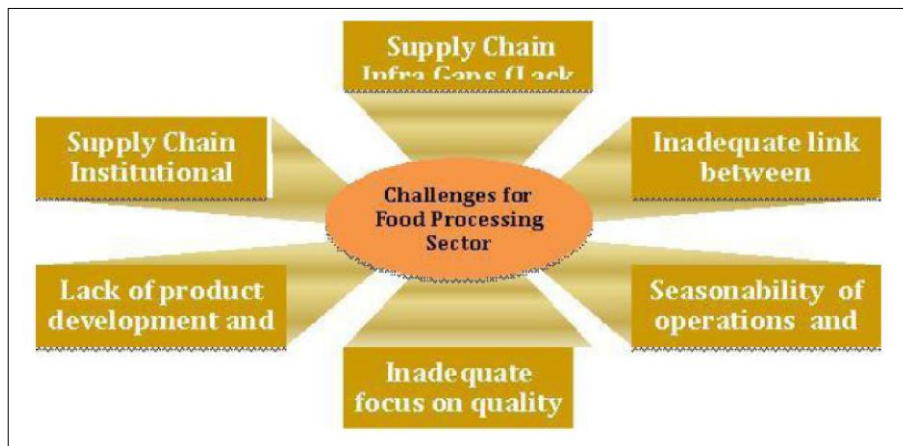 Supply Chain
Infra Gaps (Lack
Supply Chain
Institutional
Inadequate link
between
Challenges for
Food Processing
Sector
Lack of product
development and
Seasonability of
operations and
Inadequate
focus on quality